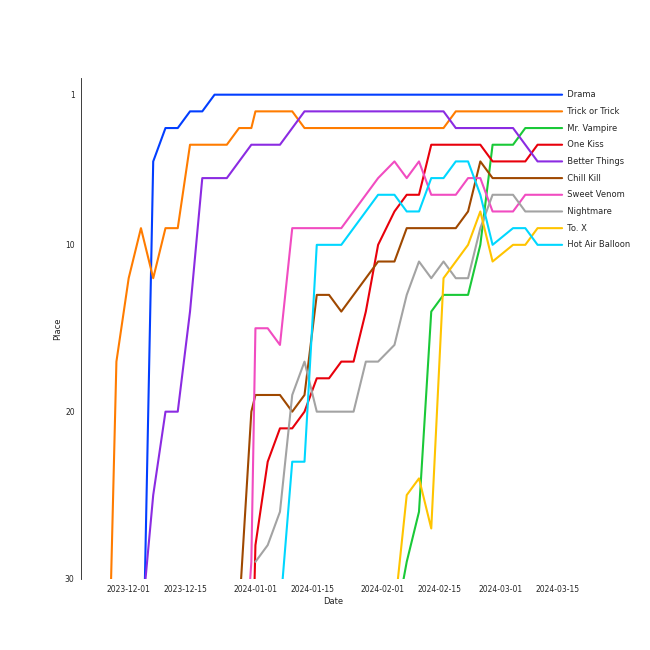 1
10
20
30
Place
2023-12-01
2023-12-15
2024-01-01
2024-01-15
2024-02-01
2024-02-15
2024-03-01
2024-03-15
Date
Drama
Trick or Trick
Mr. Vampire
One Kiss
Better Things
Chill Kill
Sweet Venom
Nightmare
To. X
Hot Air Balloon